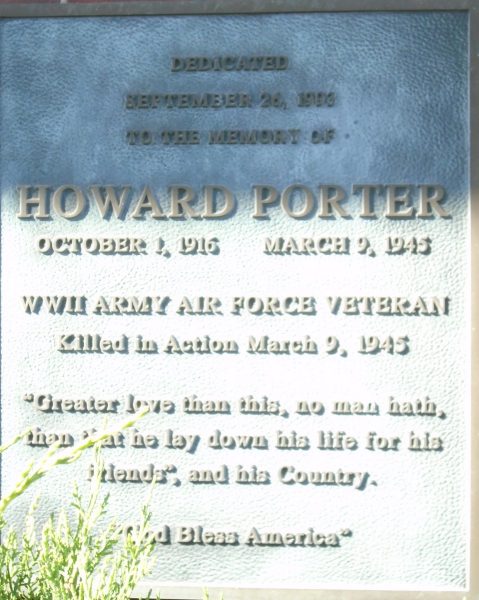 DEDICATED
SEPTEMBER 26,
TO THE MEMORY OF
HOWARD PORTER
OCTOBER 1, 1916 MARCH 9, 1945
WWII ARMY AIR FORCE VETERAN
Killed in Action March 9, 1945
"Greater love than this, no man hath,
than that he lay down his life for his
friends", and his Country.
"God Bless America"